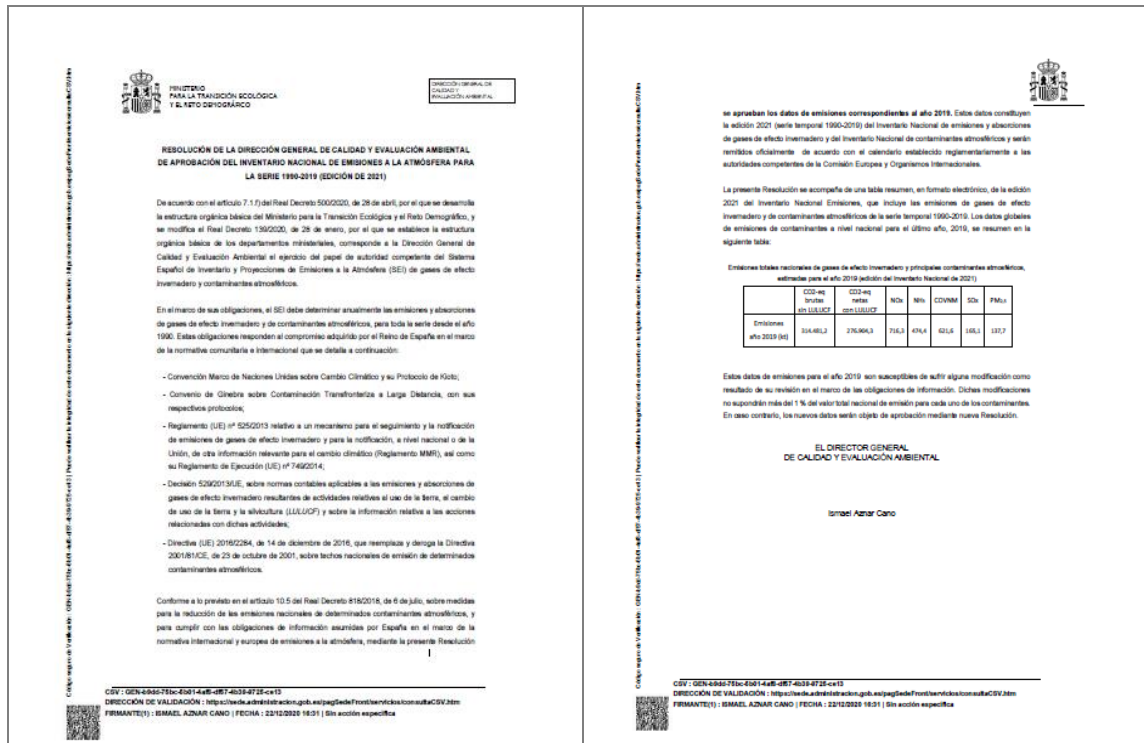 MINISTERIO
PARA LA TRANSICIÓN ECOLÓGICA
Y EL RETO DEMOGRÁFICO
DIRECCIÓN GENERAL DE
CALIDAD Y
EVALUACIÓN AMBIENTAL
RESOLUCIÓN DE LA DIRECCIÓN GENERAL DE CALIDAD Y EVALUACIÓN AMBIENTAL
DE APROBACIÓN DEL INVENTARIO NACIONAL DE EMISIONES A LA ATMÓSFERA PARA
LA SERIE 1990-2019 (EDICIÓN DE 2021)
De acuerdo con el artículo 7.1.f) del Real Decreto 500/2020, de 28 de abril, por el que se desarrolla
la estructura orgánica básica del Ministerio para la Transición Ecológica y el Reto Demográfico, y
se modifica el Real Decreto 139/2020, de 28 de enero, por el que se establece la estructura
orgánica básica de los departamentos ministeriales, corresponde a la Dirección General de
Calidad y Evaluación Ambiental el ejercicio del papel de autoridad competente del Sistema
Español de Inventario y Proyecciones de Emisiones a la Atmósfera (SEI) de gases de efecto
invernadero y contaminantes atmosféricos.
En el marco de sus obligaciones, el SEI debe determinar anualmente las emisiones y absorciones
de gases de efecto invernadero y de contaminantes atmosféricos, para toda la serie desde el año
1990. Estas obligaciones responden al compromiso adquirido por el Reino de España en el marco
de la normativa comunitaria e internacional que se detalla a continuación:
- Convención Marco de Naciones Unidas sobre Cambio Climático y su Protocolo de Kioto;
- Convenio de Ginebra sobre Contaminación Transfronteriza a Larga Distancia, con sus
respectivos protocolos;
- Reglamento (UE) nº 525/2013 relativo a un mecanismo para el seguimiento y la notificación
de emisiones de gases de efecto invernadero y para la notificación, a nivel nacional o de la
Unión, de otra información relevante para el cambio climático (Reglamento MMR), así como
su Reglamento de Ejecución (UE) nº 749/2014;
- Decisión 529/2013/UE, sobre normas contables aplicables a las emisiones y absorciones de
gases de efecto invernadero resultantes de actividades relativas al uso de la tierra, el cambio
de uso de la tierra y la silvicultura (LULUCF) y sobre la información relativa a las acciones
relacionadas con dichas actividades;
- Directiva (UE) 2016/2284, de 14 de diciembre de 2016, que reemplaza y deroga la Directiva
2001/81/CE, de 23 de octubre de 2001, sobre techos nacionales de emisión de determinados
contaminantes atmosféricos.
Conforme a lo previsto en el artículo 10.5 del Real Decreto 818/2018, de 6 de julio, sobre medidas
para la reducción de las emisiones nacionales de determinados contaminantes atmosféricos, y
para cumplir con las obligaciones de información asumidas por España en el marco de la
normativa internacional y europea de emisiones a la atmósfera, mediante la presente Resolución
CSV : GEN-b9dd-75bc-5b01-4af8-df57-4b39-9725-ce13
DIRECCIÓN DE VALIDACIÓN : https://sede.administracion.gob.es/pagSedeFront/servicios/consultaCSV.htm
FIRMANTE(1) : ISMAEL AZNAR CANO | FECHA : 22/12/2020 16:31 | Sin acción específica
se aprueban los datos de emisiones correspondientes al año 2019. Estos datos constituyen
la edición 2021 (serie temporal 1990-2019) del Inventario Nacional de emisiones y absorciones
de gases de efecto invernadero y del Inventario Nacional de contaminantes atmosféricos y serán
remitidos oficialmente de acuerdo con el calendario establecido reglamentariamente a las
autoridades competentes de la Comisión Europea y Organismos Internacionales.
La presente Resolución se acompaña de una tabla resumen, en formato electrónico, de la edición
2021 del Inventario Nacional Emisiones, que incluye las emisiones de gases de efecto
invernadero y de contaminantes atmosféricos de la serie temporal 1990-2019. Los datos globales
de emisiones de contaminantes a nivel nacional para el último año, 2019, se resumen en la
siguiente tabla:
Emisiones totales nacionales de gases de efecto invernadero y principales contaminantes atmosféricos,
estimadas para el año 2019 (edición del Inventario Nacional de 2021)
CO2-eq brutas sin LULUCF CO2-eq netas con LULUCF NOx NH3 COVNM SOx PM2,5
Emisiones año 2019 (kt) 314.481,2 276.904,3 716,3 474,4 621,6 165,1 137,7
Estos datos de emisiones para el año 2019 son susceptibles de sufrir alguna modificación como
resultado de su revisión en el marco de las obligaciones de información. Dichas modificaciones
no supondrán más del 1 % del valor total nacional de emisión para cada uno de los contaminantes.
En caso contrario, los nuevos datos serán objeto de aprobación mediante nueva Resolución.
EL DIRECTOR GENERAL
DE CALIDAD Y EVALUACIÓN AMBIENTAL
Ismael Aznar Cano
CSV : GEN-b9dd-75bc-5b01-4af8-df57-4b39-9725-ce13
DIRECCIÓN DE VALIDACIÓN : https://sede.administracion.gob.es/pagSedeFront/servicios/consultaCSV.htm
FIRMANTE(1) : ISMAEL AZNAR CANO | FECHA : 22/12/2020 16:31 | Sin acción específica